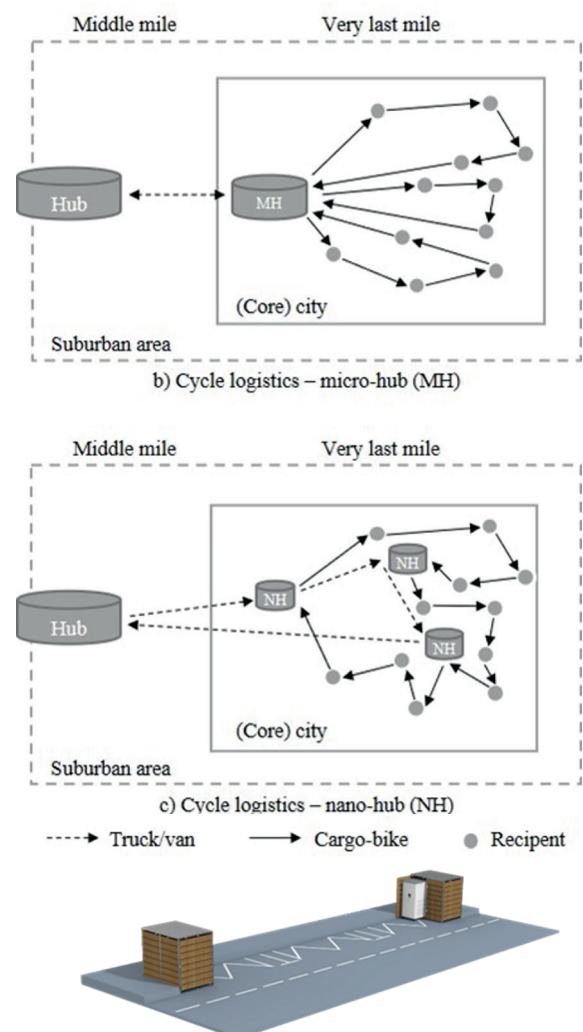 Middle mile Very last mile
Hub
MH
(Core) city
Suburban area
b) Cycle logistics – micro-hub (MH)
Middle mile Very last mile
NH
NH
Hub
NH
(Core) city
Suburban area
c) Cycle logistics – nano-hub (NH)
Truck/van Cargo-bike Recipent